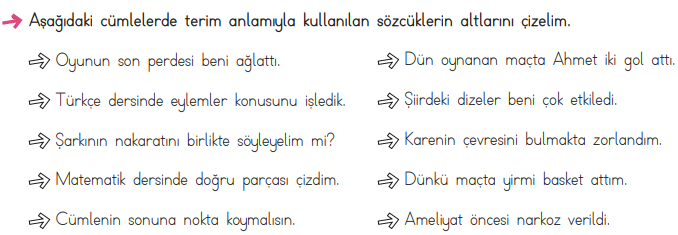 Aşağıdaki cümlelerde terim anlamıyla kullanılan sözcüklerin altlarını çizelim.
Oyunun son perdesi beni ağlattı.
Türkçe dersinde eylemler konusunu işledik.
Şarkının nakaratını birlikte söyleyelim mi?
Matematik dersinde doğru parçası çizdim.
Cümlenin sonuna nokta koymalısın.
Dün oynanan maçta Ahmet iki gol attı.
Şiirdeki dizeler beni çok etkiledi.
Karenin çevresini bulmakta zorlandım.
Dünkü maçta yirmi basket attım.
Ameliyat öncesi narkoz verildi.